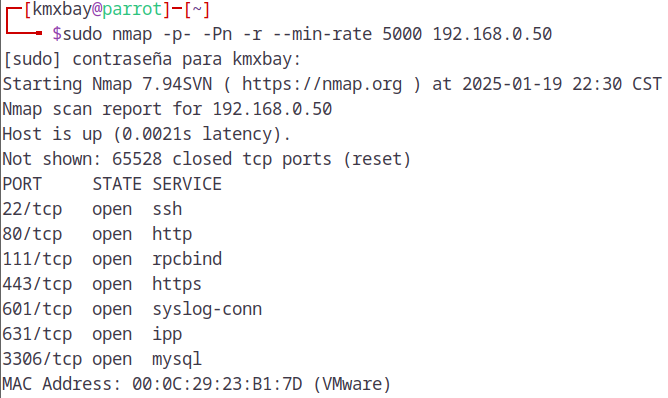 [kmxbay@parrot]─[~]
$sudo nmap -p- -Pn -r --min-rate 5000 192.168.0.50
[sudo] contraseña para kmxbay:
Starting Nmap 7.94SVN ( https://nmap.org ) at 2025-01-19 22:30 CST
Nmap scan report for 192.168.0.50
Host is up (0.0021s latency).
Not shown: 65528 closed tcp ports (reset)
PORT     STATE SERVICE
22/tcp   open  ssh
80/tcp   open  http
111/tcp  open  rpcbind
443/tcp  open  https
601/tcp  open  syslog-conn
631/tcp  open  ipp
3306/tcp open  mysql
MAC Address: 00:0C:29:23:B1:7D (VMware)